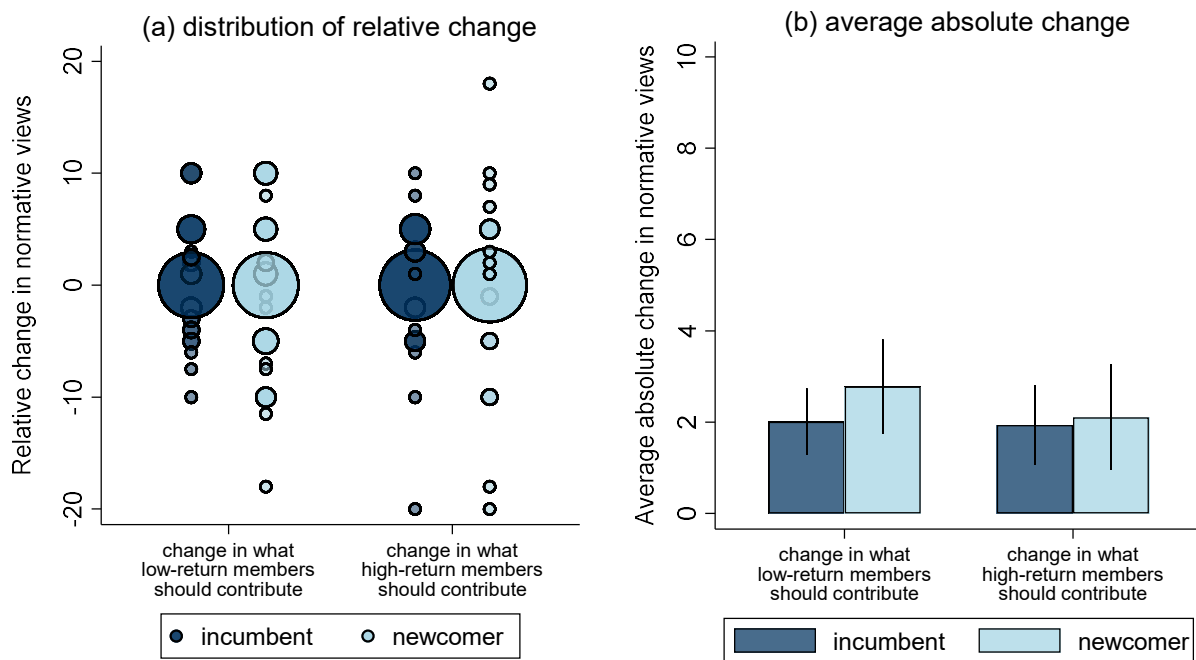 (a) distribution of relative change
Relative change in normative views
20
10
0
-10
-20
change in what
low-return members
should contribute
change in what
high-return members
should contribute
incumbent
newcomer
(b) average absolute change
Average absolute change in normative views
10
8
6
4
2
0
change in what
low-return members
should contribute
change in what
high-return members
should contribute
incumbent
newcomer